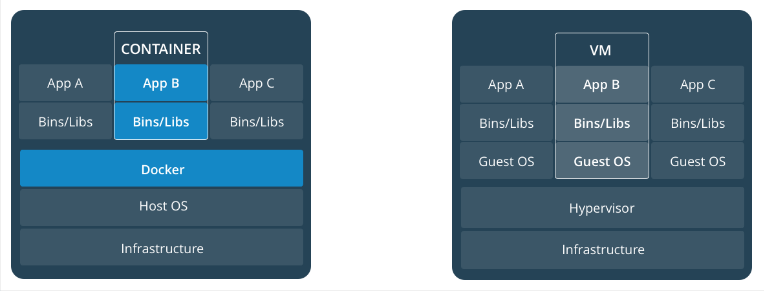 CONTAINER
App A
App B
App C
Bins/Libs
Bins/Libs
Bins/Libs
Docker
Host OS
Infrastructure
VM
App A
App B
App C
Bins/Libs
Bins/Libs
Bins/Libs
Guest OS
Guest OS
Guest OS
Hypervisor
Infrastructure